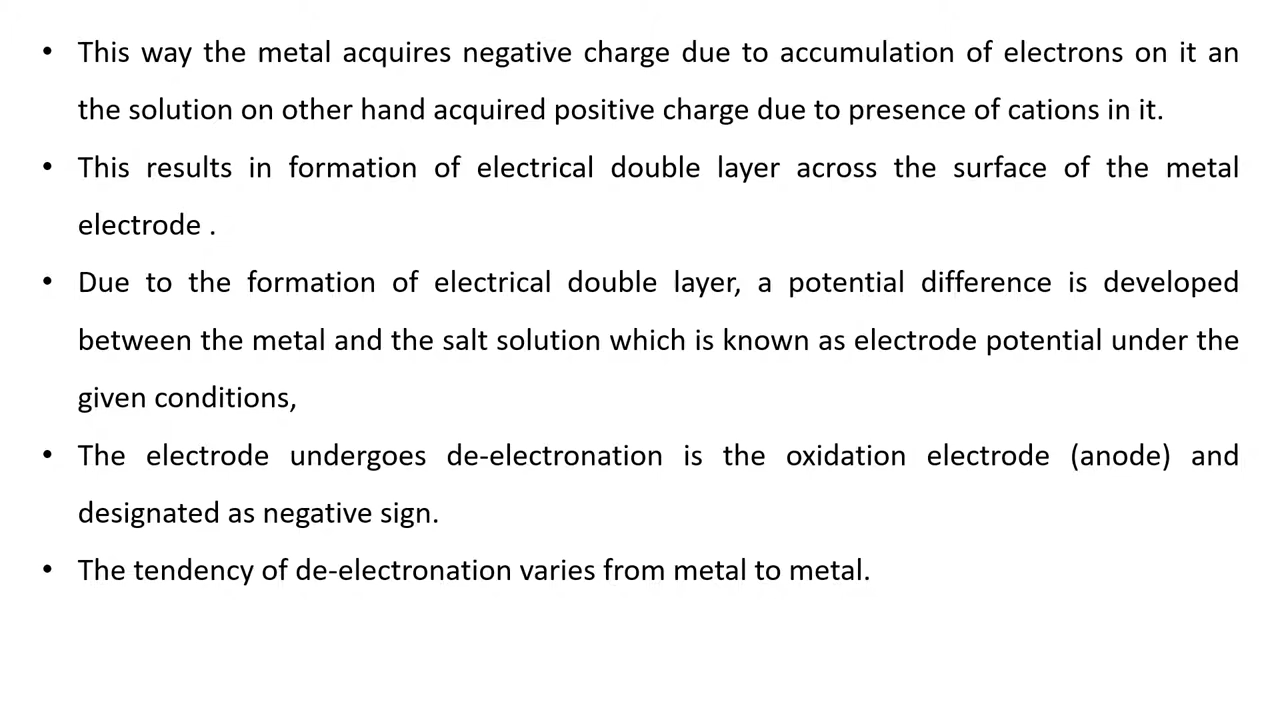 • This way the metal acquires negative charge due to accumulation of electrons on it an
the solution on other hand acquired positive charge due to presence of cations in it.
• This results in formation of electrical double layer across the surface of the metal
electrode .
• Due to the formation of electrical double layer, a potential difference is developed
between the metal and the salt solution which is known as electrode potential under the
given conditions,
• The electrode undergoes de-electronation is the oxidation electrode (anode) and
designated as negative sign.
• The tendency of de-electronation varies from metal to metal.